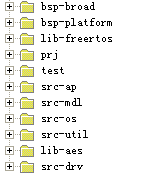 bsp-broad
bsp-platform
lib-freertos
prj
test
src-ap
src-mdl
src-os
src-util
lib-aes
src-drv